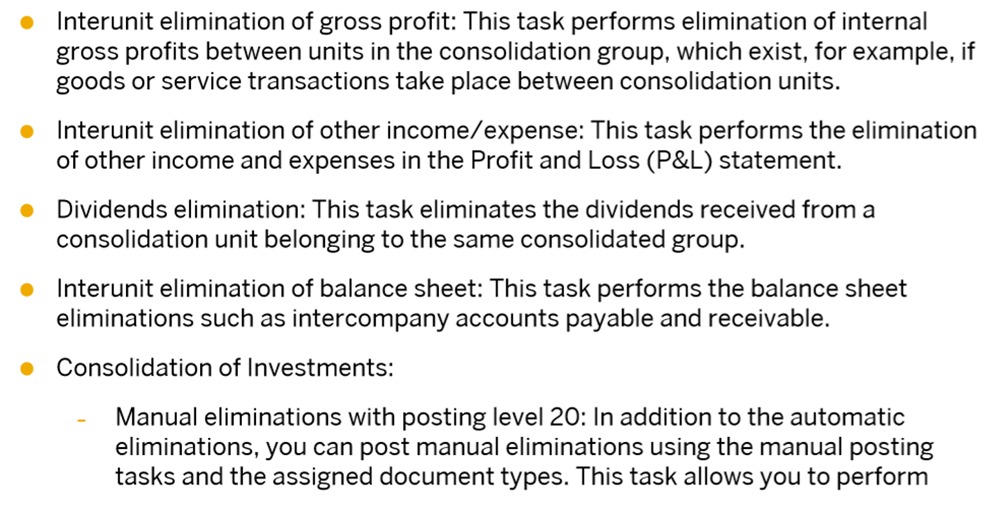 ● Interunit elimination of gross profit: This task performs elimination of internal
gross profits between units in the consolidation group, which exist, for example, if
goods or service transactions take place between consolidation units.
● Interunit elimination of other income/expense: This task performs the elimination
of other income and expenses in the Profit and Loss (P&L) statement.
● Dividends elimination: This task eliminates the dividends received from a
consolidation unit belonging to the same consolidated group.
● Interunit elimination of balance sheet: This task performs the balance sheet
eliminations such as intercompany accounts payable and receivable.
● Consolidation of Investments:
- Manual eliminations with posting level 20: In addition to the automatic
eliminations, you can post manual eliminations using the manual posting
tasks and the assigned document types. This task allows you to perform